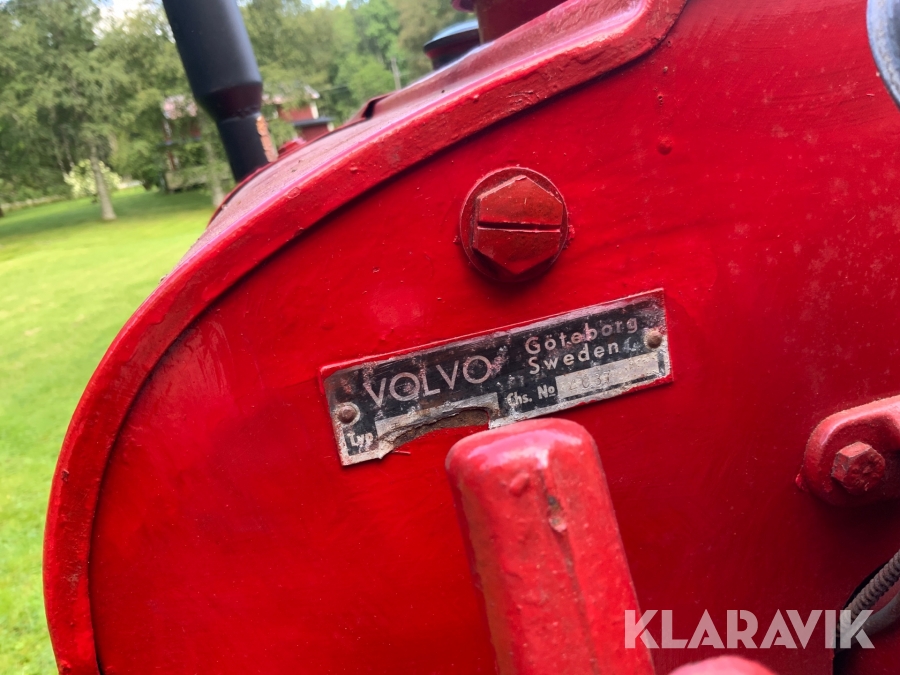 VOLVO
Göteborg
Sweden
Typ
Chs. No
KLARAVIK